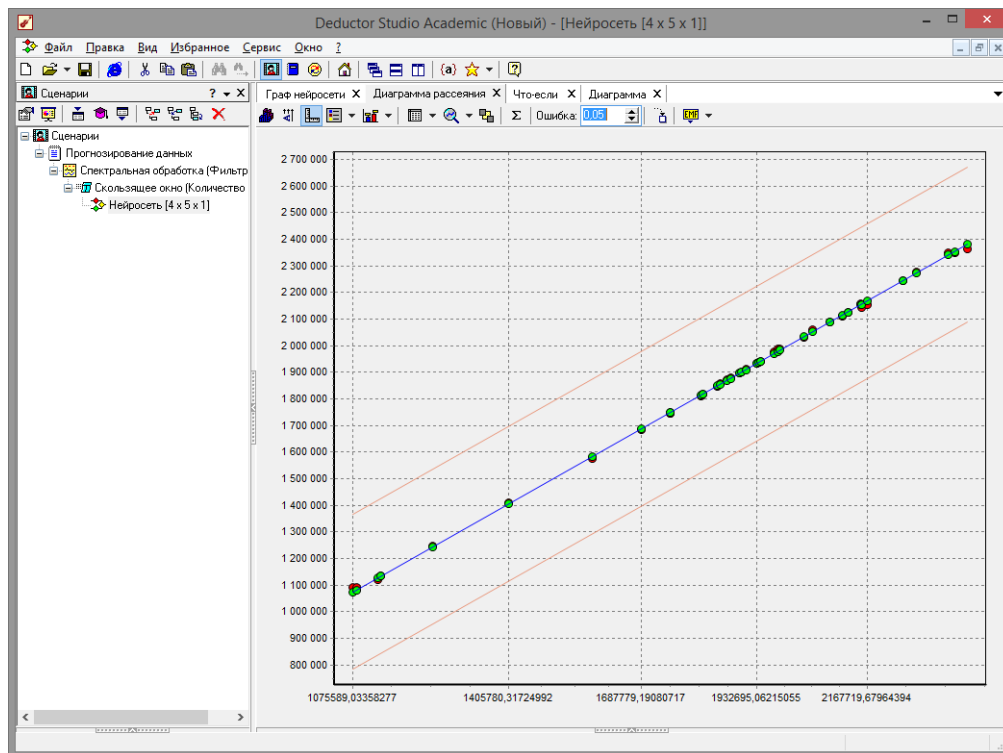 Deductor Studio Academic (Новый) - [Нейросеть [4 x 5 x 1]]
Файл Правка Вид Избранное Сервис Окно ?
Сценарии
Сценарии
Прогнозирование данных
Спектральная обработка (Фильтр
Скользящее окно (Количество
Нейросеть [4 x 5 x 1]
Граф нейросети X Диаграмма рассеяния X Что-если X Диаграмма X
Σ Ошибка: 0,05 EMF
2 700 000
2 600 000
2 500 000
2 400 000
2 300 000
2 200 000
2 100 000
2 000 000
1 900 000
1 800 000
1 700 000
1 600 000
1 500 000
1 400 000
1 300 000
1 200 000
1 100 000
1 000 000
900 000
800 000
1075589,03358277 1405780,31724992 1687779,19080717 1932695,06215055 2167719,67964394